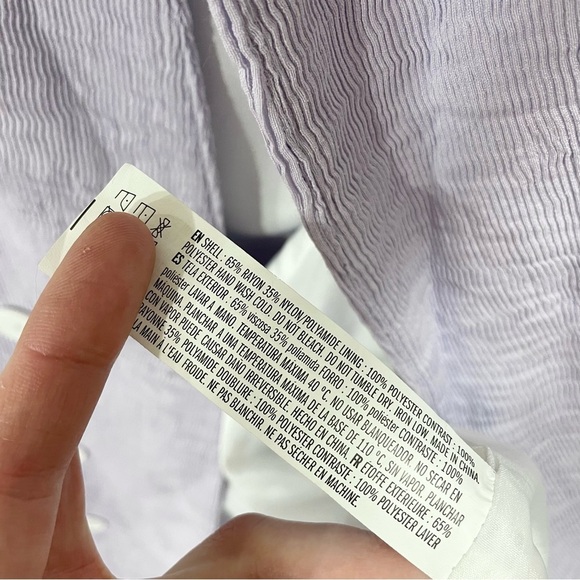 EN SHELL : 65% RAYON 35% NYLON/POLYAMIDE LINING : 100% POLYESTER CONTRAST : 100%
POLYESTER HAND WASH COLD. DO NOT BLEACH. DO NOT TUMBLE DRY. IRON LOW. MADE IN CHINA.
ES TELA EXTERIOR : 65% viscosa 35% poliamida FORRO : 100% poliéster CONTRASTE : 100%
poliéster LAVAR A MANO. TEMPERATURA MAXIMA 40 °C. NO USAR BLANQUEADOR. NO SECAR EN
MAQUINA. PLANCHAR A UNA TEMPERATURA MÁXIMA DE LA BASE DE 110 °C, SIN VAPOR. PLANCHAR
CON VAPOR PUEDE CAUSAR DAÑO IRREVERSIBLE. HECHO EN CHINA. FR ETOFFE EXTERIEURE : 65%
RAYONNE 35% POLYAMIDE DOUBLURE : 100% POLYESTER CONTRASTE: 100% POLYESTER LAVER
LA MAIN A L'EAU FROIDE. NE PAS BLANCHIR. NE PAS SECHER EN MACHINE.